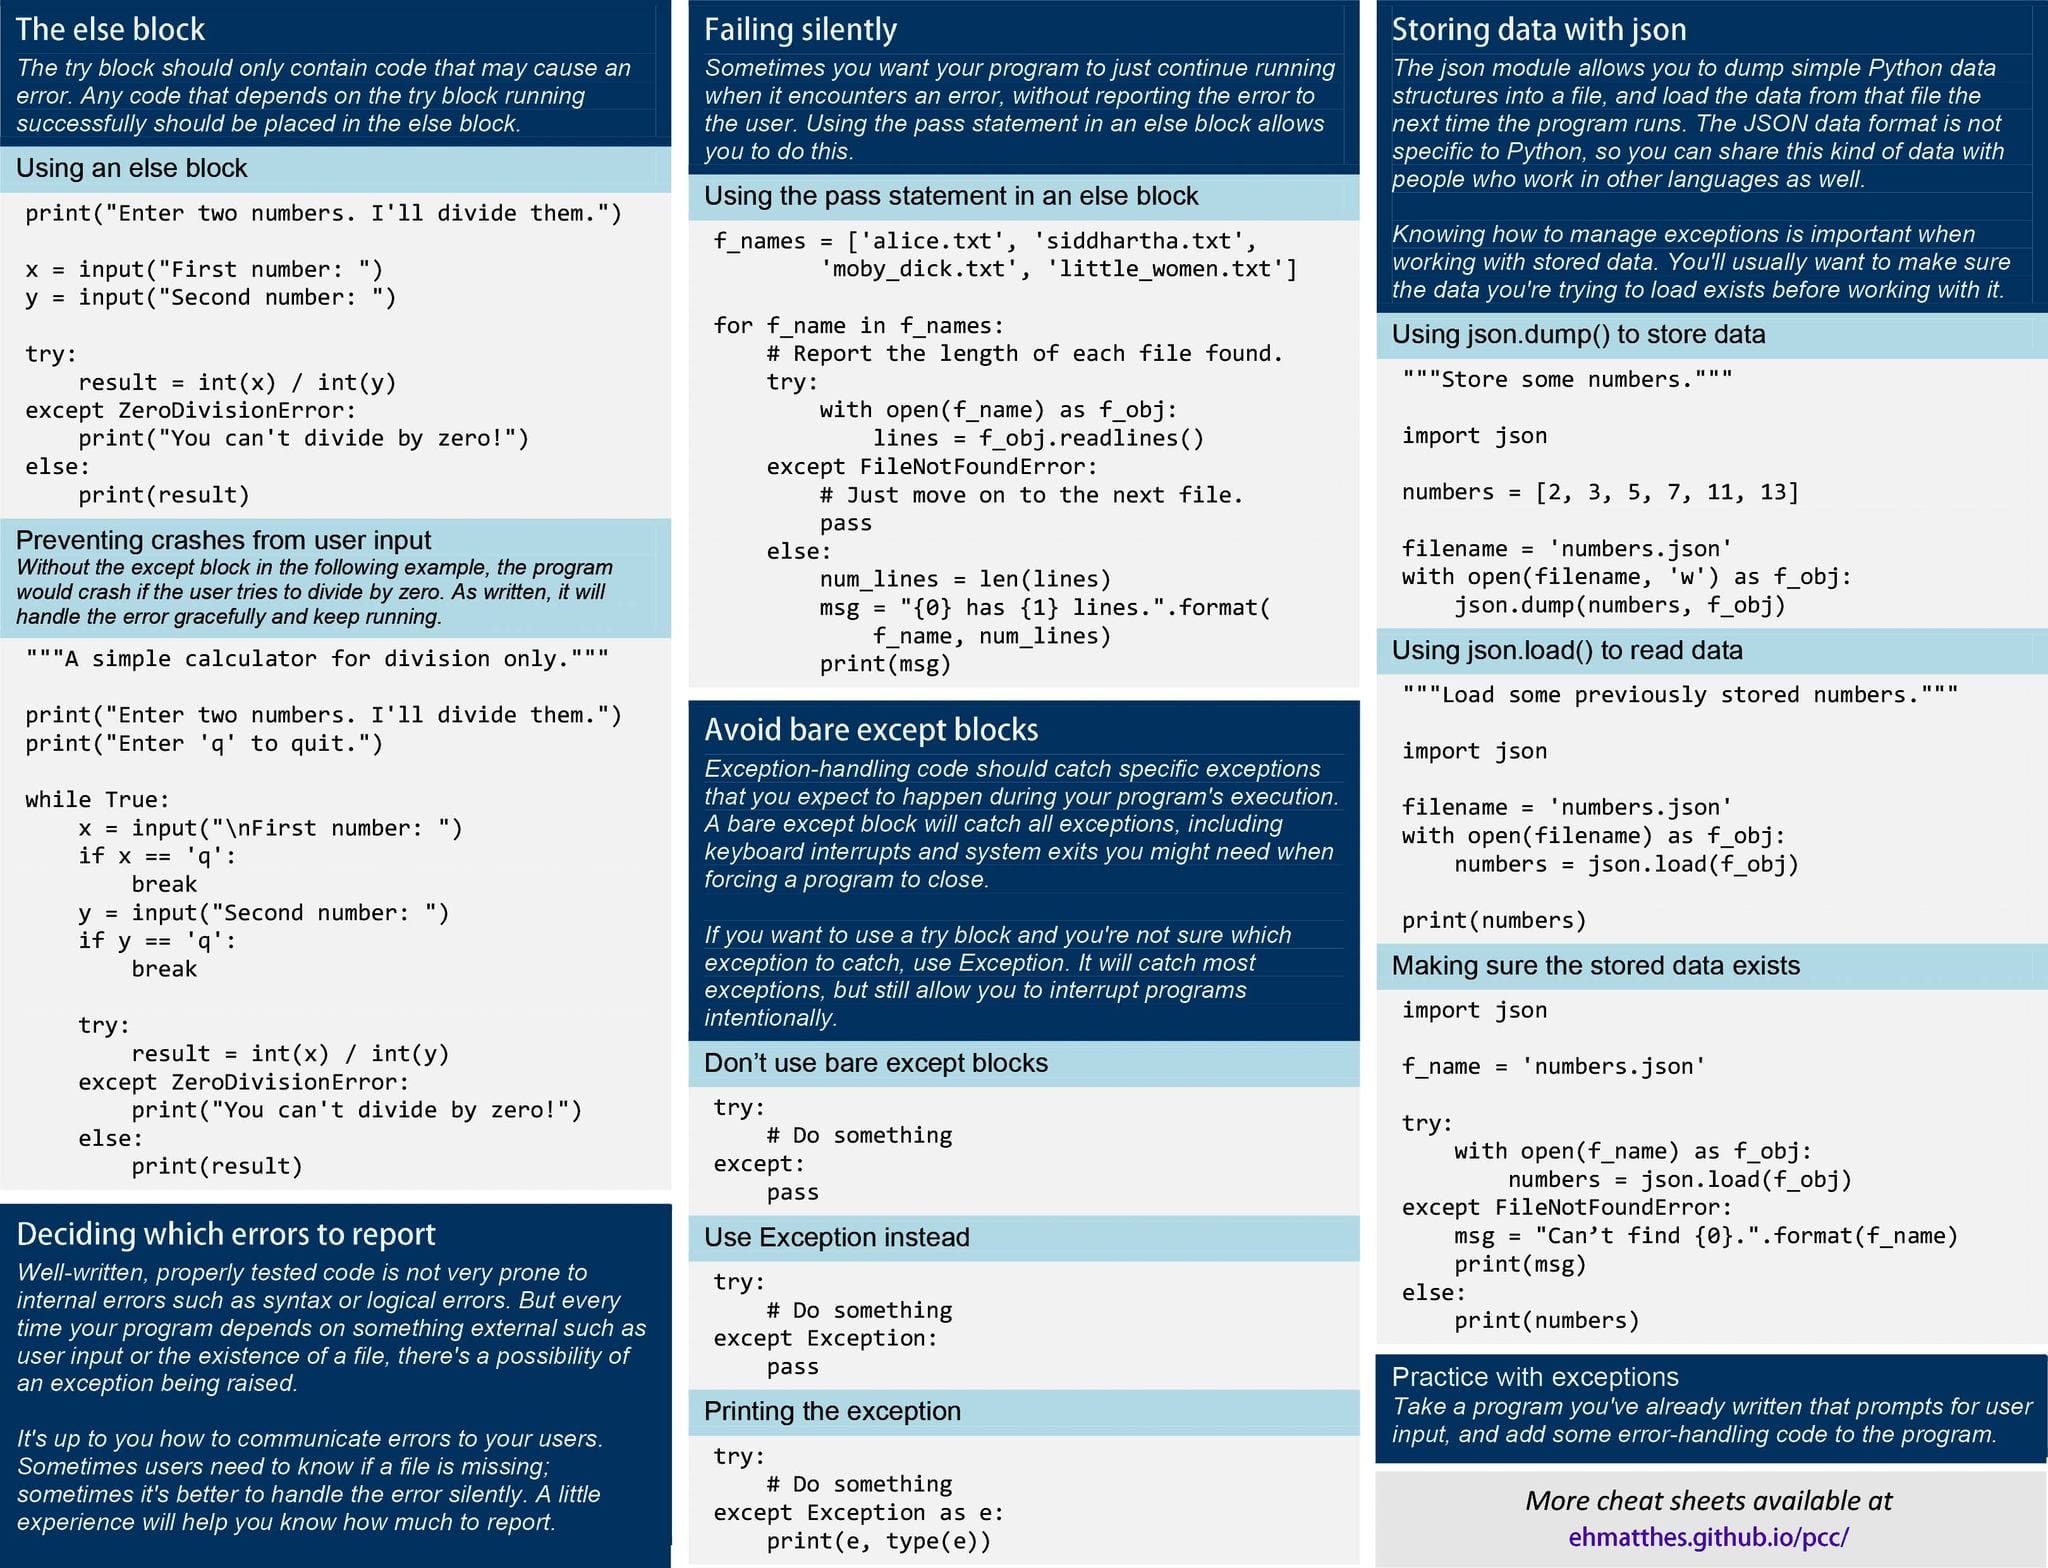 The else block
The try block should only contain code that may cause an
error. Any code that depends on the try block running
successfully should be placed in the else block.
Using an else block
print("Enter two numbers. I'll divide them.")
x = input("First number: ")
y = input("Second number: ")
try:
    result = int(x) / int(y)
except ZeroDivisionError:
    print("You can't divide by zero!")
else:
    print(result)
Preventing crashes from user input
Without the except block in the following example, the program
would crash if the user tries to divide by zero. As written, it will
handle the error gracefully and keep running.
"""A simple calculator for division only."""
print("Enter two numbers. I'll divide them.")
print("Enter 'q' to quit.")
while True:
    x = input("\nFirst number: ")
    if x == 'q':
        break
    y = input("Second number: ")
    if y == 'q':
        break
    try:
        result = int(x) / int(y)
    except ZeroDivisionError:
        print("You can't divide by zero!")
    else:
        print(result)
Deciding which errors to report
Well-written, properly tested code is not very prone to
internal errors such as syntax or logical errors. But every
time your program depends on something external such as
user input or the existence of a file, there's a possibility of
an exception being raised.
It's up to you how to communicate errors to your users.
Sometimes users need to know if a file is missing;
sometimes it's better to handle the error silently. A little
experience will help you know how much to report.
Failing silently
Sometimes you want your program to just continue running
when it encounters an error, without reporting the error to
the user. Using the pass statement in an else block allows
you to do this.
Using the pass statement in an else block
f_names = ['alice.txt', 'siddhartha.txt',
        'moby_dick.txt', 'little_women.txt']
for f_name in f_names:
    # Report the length of each file found.
    try:
        with open(f_name) as f_obj:
            lines = f_obj.readlines()
    except FileNotFoundError:
        # Just move on to the next file.
        pass
    else:
        num_lines = len(lines)
        msg = "{0} has {1} lines.".format(
            f_name, num_lines)
        print(msg)
Avoid bare except blocks
Exception-handling code should catch specific exceptions
that you expect to happen during your program's execution.
A bare except block will catch all exceptions, including
keyboard interrupts and system exits you might need when
forcing a program to close.
If you want to use a try block and you're not sure which
exception to catch, use Exception. It will catch most
exceptions, but still allow you to interrupt programs
intentionally.
Don’t use bare except blocks
try:
    # Do something
except:
    pass
Use Exception instead
try:
    # Do something
except Exception:
    pass
Printing the exception
try:
    # Do something
except Exception as e:
    print(e, type(e))
Storing data with json
The json module allows you to dump simple Python data
structures into a file, and load the data from that file the
next time the program runs. The JSON data format is not
specific to Python, so you can share this kind of data with
people who work in other languages as well.
Knowing how to manage exceptions is important when
working with stored data. You'll usually want to make sure
the data you're trying to load exists before working with it.
Using json.dump() to store data
"""Store some numbers."""
import json
numbers = [2, 3, 5, 7, 11, 13]
filename = 'numbers.json'
with open(filename, 'w') as f_obj:
    json.dump(numbers, f_obj)
Using json.load() to read data
"""Load some previously stored numbers."""
import json
filename = 'numbers.json'
with open(filename) as f_obj:
    numbers = json.load(f_obj)
print(numbers)
Making sure the stored data exists
import json
f_name = 'numbers.json'
try:
    with open(f_name) as f_obj:
        numbers = json.load(f_obj)
except FileNotFoundError:
    msg = "Can’t find {0}.".format(f_name)
    print(msg)
else:
    print(numbers)
Practice with exceptions
Take a program you've already written that prompts for user
input, and add some error-handling code to the program.
More cheat sheets available at
ehmatthes.github.io/pcc/